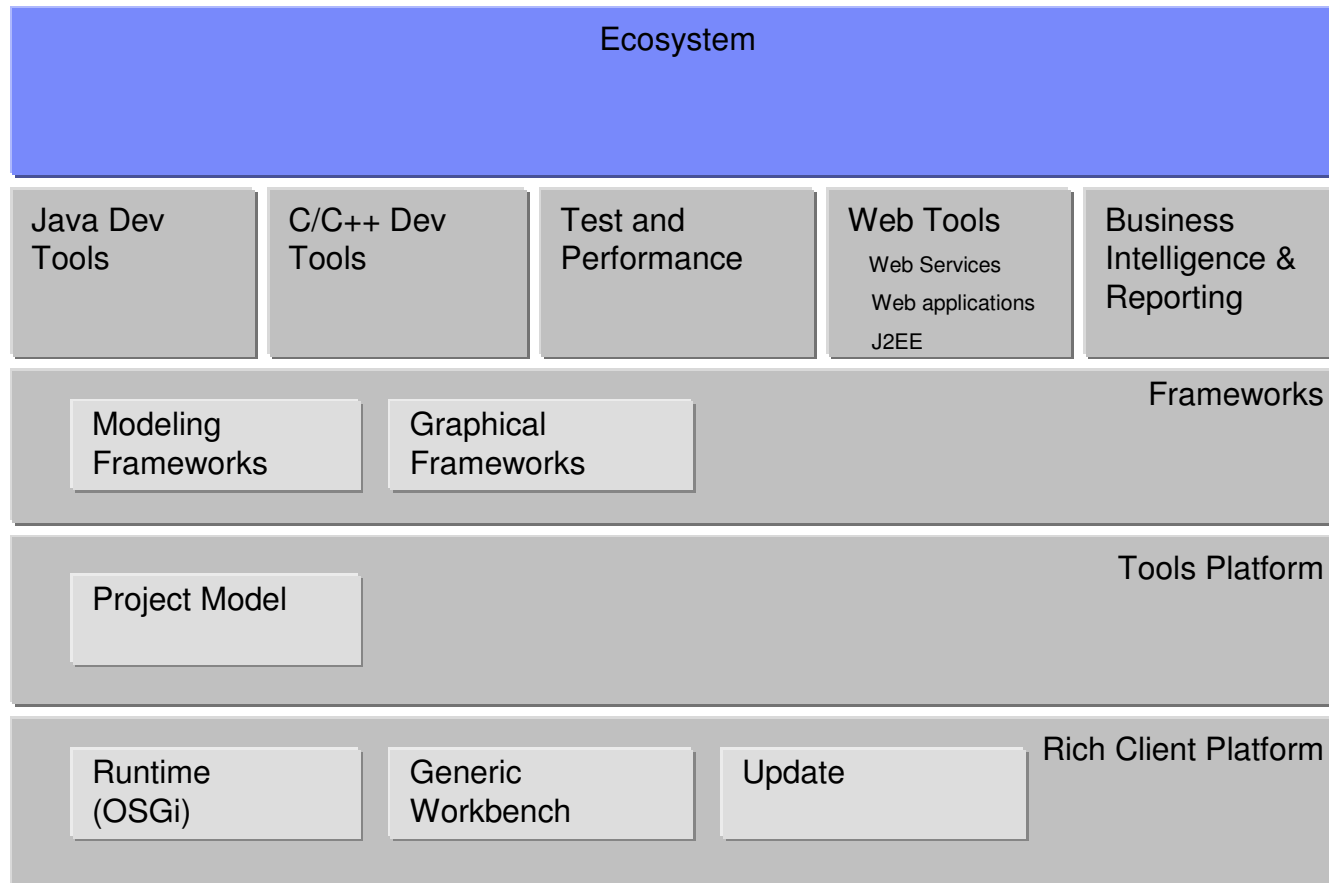 Ecosystem
Java Dev
Tools
C/C++ Dev
Tools
Test and
Performance
Web Tools
Web Services
Web applications
J2EE
Business
Intelligence &
Reporting
Frameworks
Modeling
Frameworks
Graphical
Frameworks
Tools Platform
Project Model
Rich Client Platform
Runtime
(OSGi)
Generic
Workbench
Update